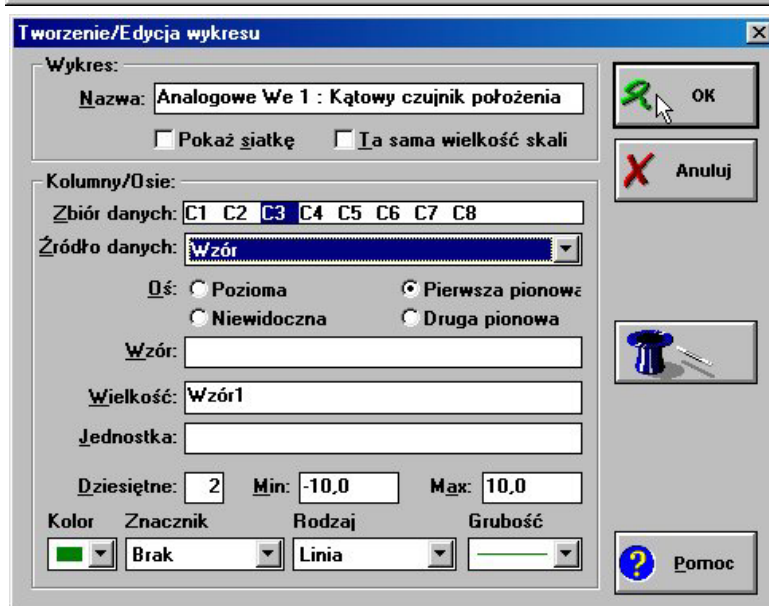 Tworzenie/Edycja wykresu
Wykres:
Nazwa: Analogowe We 1 : Kątowy czujnik położenia
Pokaż siatkę Ta sama wielkość skali
OK
Anuluj
Kolumny/Osie:
Zbiór danych: C1 C2 C3 C4 C5 C6 C7 C8
Źródło danych: Wzór
Oś: Pozioma Pierwsza pionowa
Niewidoczna Druga pionowa
Wzór:
Wielkość: Wzór1
Jednostka:
Dziesiętne: 2 Min: -10,0 Max: 10,0
Kolor Znacznik Rodzaj Grubość
Brak Linia
Pomoc